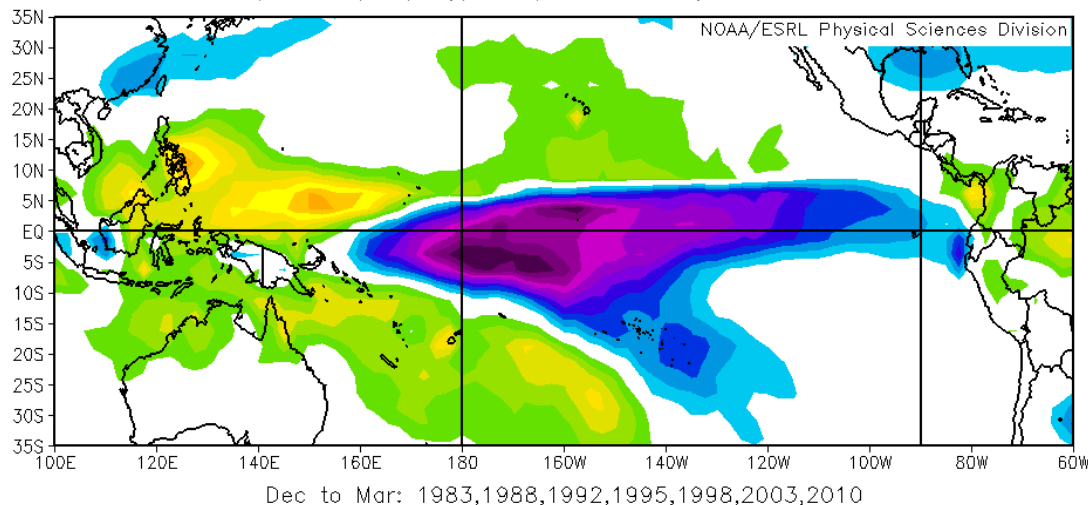 NOAA/ESRL Physical Sciences Division
35N
30N
25N
20N
15N
10N
5N
EQ
5S
10S
15S
20S
25S
30S
35S
100E 120E 140E 160E 180 160W 140W 120W 100W 80W 60W
Dec to Mar: 1983,1988,1992,1995,1998,2003,2010